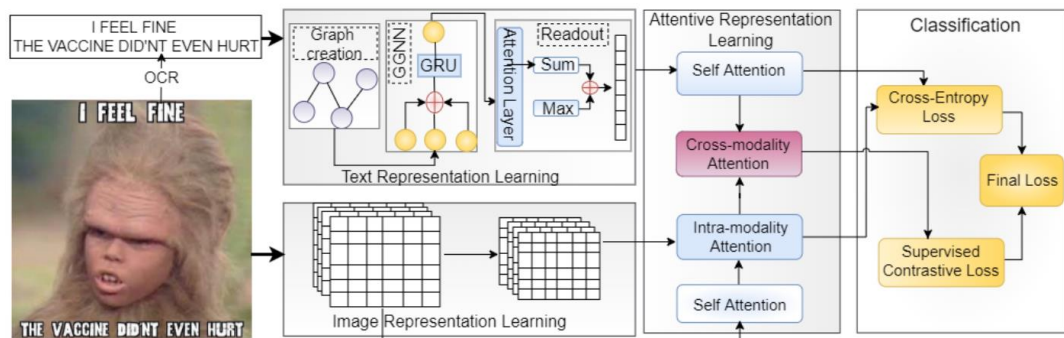 I FEEL FINE
THE VACCINE DID'NT EVEN HURT
OCR
I FEEL FINE
THE VACCINE DID'NT EVEN HURT
Graph
creation
GGNN
GRU
Attention Layer
Readout
Sum
Max
Text Representation Learning
Image Representation Learning
Attentive Representation
Learning
Self Attention
Cross-modality
Attention
Intra-modality
Attention
Self Attention
Classification
Cross-Entropy
Loss
Final Loss
Supervised
Contrastive Loss